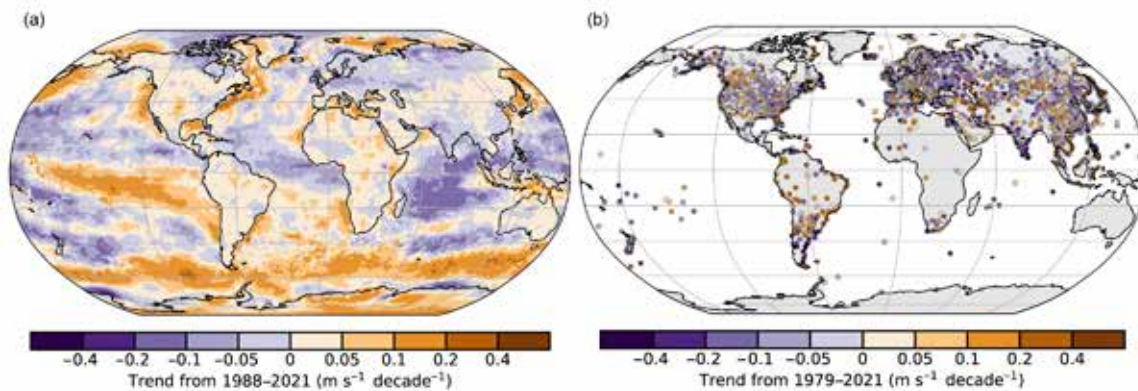 (a)
(b)
−0.4 −0.2 −0.1 −0.05 0 0.05 0.1 0.2 0.4
Trend from 1988–2021 (m s⁻¹ decade⁻¹)
−0.4 −0.2 −0.1 −0.05 0 0.05 0.1 0.2 0.4
Trend from 1979–2021 (m s⁻¹ decade⁻¹)